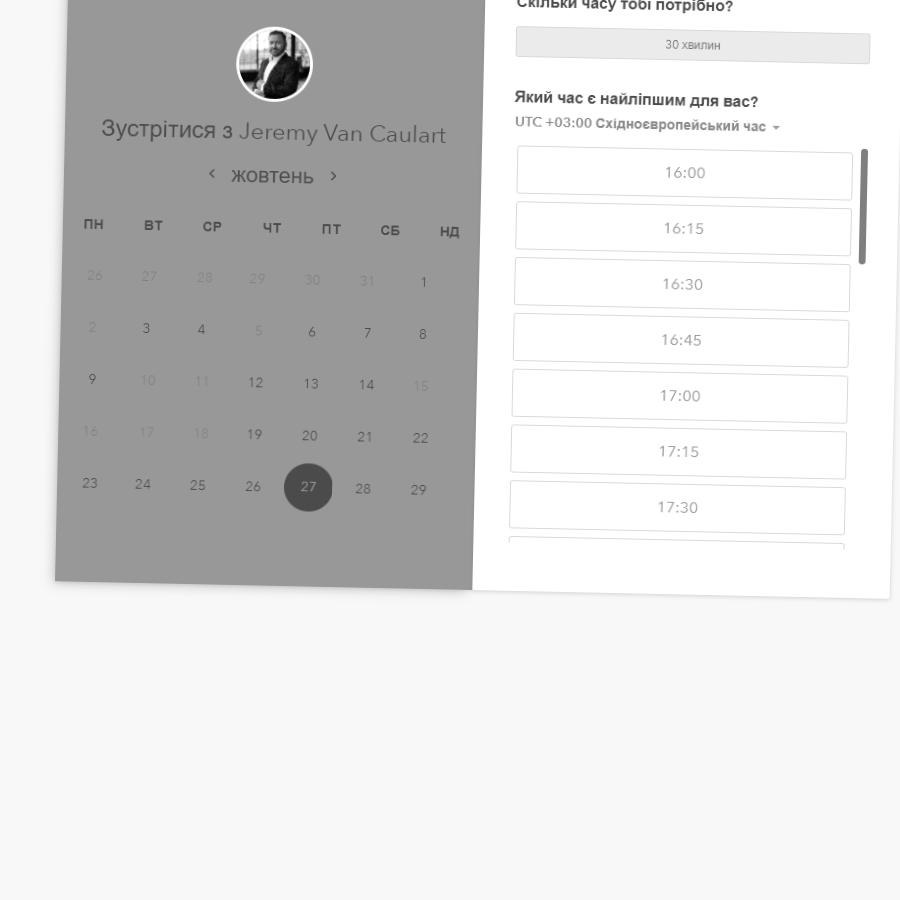 Зустрітися з Jeremy Van Caulart
‹ жовтень ›
ПН ВТ СР ЧТ ПТ СБ НД
26 27 28 29 30 31 1
2 3 4 5 6 7 8
9 10 11 12 13 14 15
16 17 18 19 20 21 22
23 24 25 26 27 28 29
Скільки часу тобі потрібно?
30 хвилин
Який час є найліпшим для вас?
UTC +03:00 Східноєвропейський час
16:00
16:15
16:30
16:45
17:00
17:15
17:30